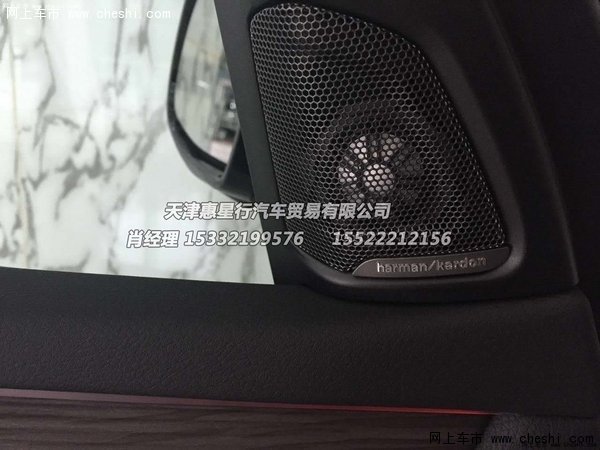 网上车市 www.cheshi.com
天津惠星行汽车贸易有限公司
肖经理 15332199576 15522212156
harman/kardon
网上车市
www.cheshi.com